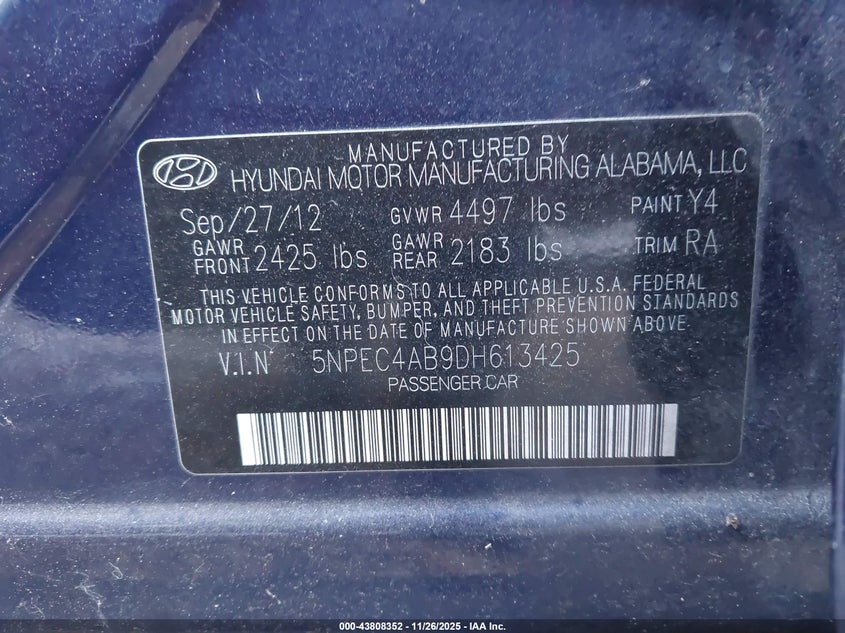 MANUFACTURED BY
HYUNDAI MOTOR MANUFACTURING ALABAMA, LLC
Sep/27/12 GVWR 4497 lbs PAINT Y4
GAWR FRONT 2425 lbs GAWR REAR 2183 lbs TRIM RA
THIS VEHICLE CONFORMS TO ALL APPLICABLE U.S.A. FEDERAL
MOTOR VEHICLE SAFETY, BUMPER, AND THEFT PREVENTION STANDARDS
IN EFFECT ON THE DATE OF MANUFACTURE SHOWN ABOVE.
V.I.N 5NPEC4AB9DH613425
PASSENGER CAR
000-43808352 | 11/26/2025 - IAA Inc.